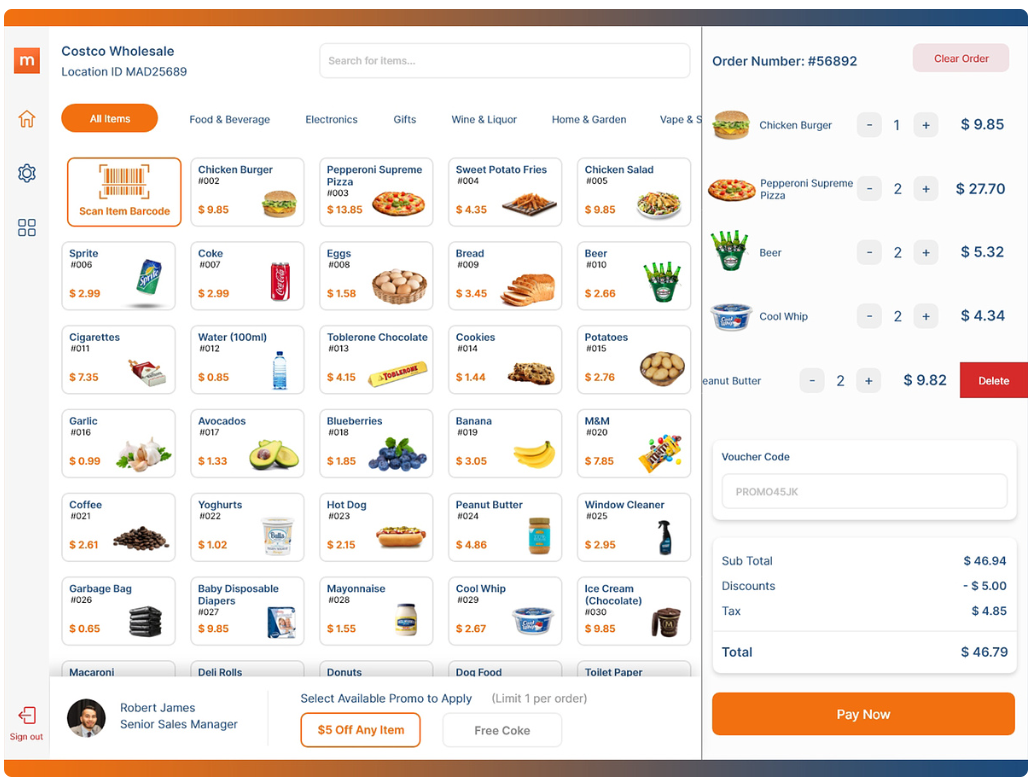 m
Costco Wholesale
Location ID MAD25689
Search for Items...
Order Number: #56892
Clear Order
All Items
Food & Beverage
Electronics
Gifts
Wine & Liquor
Home & Garden
Vape & S
Scan Item Barcode
Chicken Burger
#002
$ 9.85
Pepperoni Supreme
Pizza
#003
$ 13.85
Sweet Potato Fries
#004
$ 4.35
Chicken Salad
#005
$ 9.85
Sprite
#006
$ 2.99
Sprite
Coke
#007
$ 2.99
Coca-Cola
Eggs
#008
$ 1.58
Bread
#009
$ 3.45
Beer
#010
$ 2.66
Cigarettes
#011
$ 7.35
Water (100ml)
#012
$ 0.85
Toblerone Chocolate
#013
$ 4.15
TOBLERONE
Cookies
#014
$ 1.44
Potatoes
#015
$ 2.76
Garlic
#016
$ 0.99
Avocados
#017
$ 1.33
Blueberries
#018
$ 1.85
Banana
#019
$ 3.05
M&M
#020
$ 7.85
Coffee
#021
$ 2.61
Yoghurts
#022
$ 1.02
Hot Dog
#023
$ 2.15
Peanut Butter
#024
$ 4.86
Window Cleaner
#025
$ 2.95
Garbage Bag
#026
$ 0.65
Baby Disposable
Diapers
#027
$ 9.85
Mayonnaise
#028
$ 1.55
Cool Whip
#029
$ 2.67
Ice Cream
(Chocolate)
#030
$ 9.85
Macaroni
Deli Rolls
Donuts
Dog Food
Toilet Paper
Sign out
Robert James
Senior Sales Manager
Select Available Promo to Apply (Limit 1 per order)
$5 Off Any Item
Free Coke
Chicken Burger - 1 + $ 9.85
Pepperoni Supreme
Pizza
- 2 + $ 27.70
Beer - 2 + $ 5.32
Cool Whip - 2 + $ 4.34
eanut Butter - 2 + $ 9.82 Delete
Voucher Code
PROMO45JK
Sub Total $ 46.94
Discounts - $ 5.00
Tax $ 4.85
Total $ 46.79
Pay Now